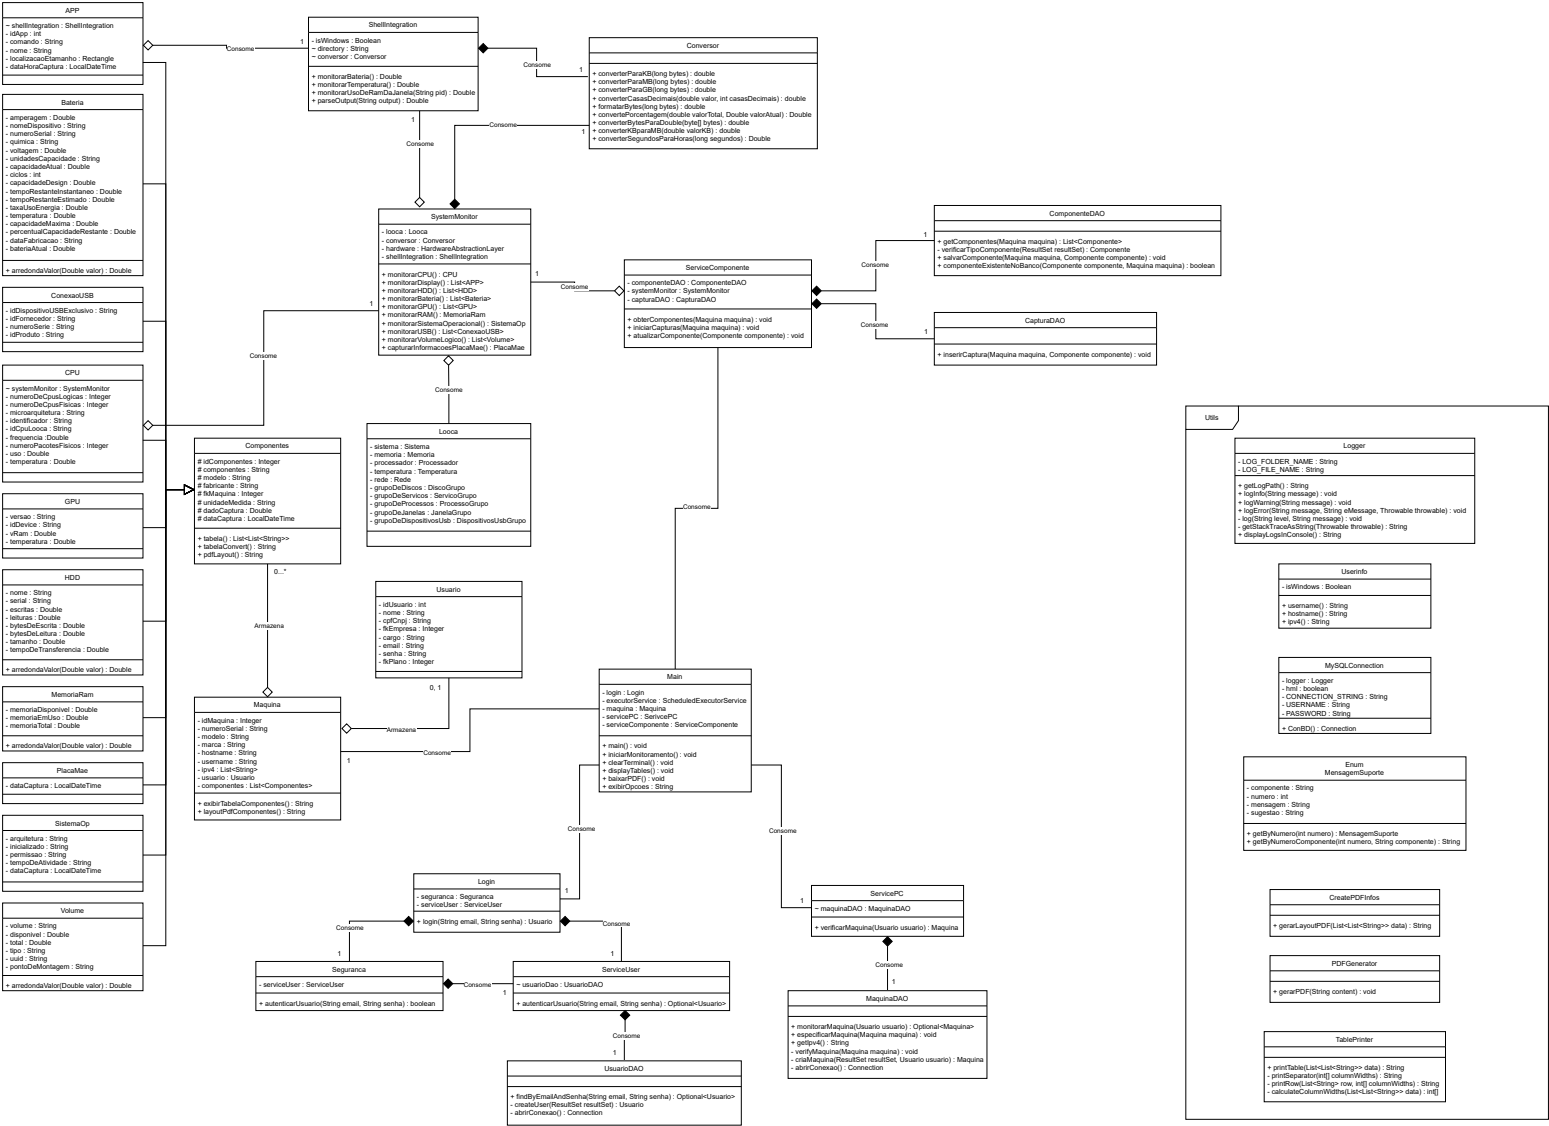 APP
~ shellIntegration : ShellIntegration
- idApp : int
- comando : String
- nome : String
- localizacaoEtamanho : Rectangle
- dataHoraCaptura : LocalDateTime
Bateria
- amperagem : Double
- nomeDispositivo : String
- numeroSerial : String
- quimica : String
- voltagem : Double
- unidadesCapacidade : String
- capacidadeAtual : Double
- ciclos : int
- capacidadeDesign : Double
- tempoRestanteInstantaneo : Double
- tempoRestanteEstimado : Double
- taxaUsoEnergia : Double
- temperatura : Double
- capacidadeMaxima : Double
- percentualCapacidadeRestante : Double
- dataFabricacao : String
- bateriaAtual : Double
+ arredondaValor(Double valor) : Double
ConexaoUSB
- idDispositivoUSBExclusivo : String
- idFornecedor : String
- numeroSerie : String
- idProduto : String
CPU
~ systemMonitor : SystemMonitor
- numeroDeCpusLogicas : Integer
- numeroDeCpusFisicas : Integer
- microarquitetura : String
- identificador : String
- idCpuLooca : String
- frequencia :Double
- numeroPacotesFisicos : Integer
- uso : Double
- temperatura : Double
GPU
- versao : String
- idDevice : String
- vRam : Double
- temperatura : Double
HDD
- nome : String
- serial : String
- escritas : Double
- leituras : Double
- bytesDeEscrita : Double
- bytesDeLeitura : Double
- tamanho : Double
- tempoDeTransferencia : Double
+ arredondaValor(Double valor) : Double
MemoriaRam
- memoriaDisponivel : Double
- memoriaEmUso : Double
- memoriaTotal : Double
+ arredondaValor(Double valor) : Double
PlacaMae
- dataCaptura : LocalDateTime
SistemaOp
- arquitetura : String
- inicializado : String
- permissao : String
- tempoDeAtividade : String
- dataCaptura : LocalDateTime
Volume
- volume : String
- disponivel : Double
- total : Double
- tipo : String
- uuid : String
- pontoDeMontagem : String
+ arredondaValor(Double valor) : Double
Consome
1
ShellIntegration
- isWindows : Boolean
~ directory : String
~ conversor : Conversor
+ monitorarBateria() : Double
+ monitorarTemperatura() : Double
+ monitorarUsoDeRamDaJanela(String pid) : Double
+ parseOutput(String output) : Double
Consome
1
Conversor
+ converterParaKB(long bytes) : double
+ converterParaMB(long bytes) : double
+ converterParaGB(long bytes) : double
+ converterCasasDecimais(double valor, int casasDecimais) : double
+ formatarBytes(long bytes) : double
+ convertePorcentagem(double valorTotal, Double valorAtual) : Double
+ converterBytesParaDouble(byte[] bytes) : double
+ converterKBparaMB(double valorKB) : double
+ converterSegundosParaHoras(long segundos) : Double
1
Consome
Consome
1
SystemMonitor
- looca : Looca
- conversor : Conversor
- hardware : HardwareAbstractionLayer
- shellIntegration : ShellIntegration
+ monitorarCPU() : CPU
+ monitorarDisplay() : List<APP>
+ monitorarHDD() : List<HDD>
+ monitorarBateria() : List<Bateria>
+ monitorarGPU() : List<GPU>
+ monitorarRAM() : MemoriaRam
+ monitorarSistemaOperacional() : SistemaOp
+ monitorarUSB() : List<ConexaoUSB>
+ monitorarVolumeLogico() : List<Volume>
+ capturarInformacoesPlacaMae() : PlacaMae
1
Consome
1
Consome
ServiceComponente
- componenteDAO : ComponenteDAO
- systemMonitor : SystemMonitor
- capturaDAO : CapturaDAO
+ obterComponentes(Maquina maquina) : void
+ iniciarCapturas(Maquina maquina) : void
+ atualizarComponente(Componente componente) : void
Consome
1
ComponenteDAO
+ getComponentes(Maquina maquina) : List<Componente>
- verificarTipoComponente(ResultSet resultSet) : Componente
+ salvarComponente(Maquina maquina, Componente componente) : void
+ componenteExistenteNoBanco(Componente componente, Maquina maquina) : boolean
Consome
1
CapturaDAO
+ inserirCaptura(Maquina maquina, Componente componente) : void
Consome
Looca
- sistema : Sistema
- memoria : Memoria
- processador : Processador
- temperatura : Temperatura
- rede : Rede
- grupoDeDiscos : DiscoGrupo
- grupoDeServicos : ServicoGrupo
- grupoDeProcessos : ProcessoGrupo
- grupoDeJanelas : JanelaGrupo
- grupoDeDispositivosUsb : DispositivosUsbGrupo
Componentes
# idComponentes : Integer
# componentes : String
# modelo : String
# fabricante : String
# fkMaquina : Integer
# unidadeMedida : String
# dadoCaptura : Double
# dataCaptura : LocalDateTime
+ tabela() : List<List<String>>
+ tabelaConvert() : String
+ pdfLayout() : String
0...*
Armazena
Usuario
- idUsuario : int
- nome : String
- cpfCnpj : String
- fkEmpresa : Integer
- cargo : String
- email : String
- senha : String
- fkPlano : Integer
0, 1
Armazena
Maquina
- idMaquina : Integer
- numeroSerial : String
- modelo : String
- marca : String
- hostname : String
- username : String
- ipv4 : List<String>
- usuario : Usuario
- componentes : List<Componentes>
+ exibirTabelaComponentes() : String
+ layoutPdfComponentes() : String
1
Consome
Consome
Main
- login : Login
- executorService : ScheduledExecutorService
- maquina : Maquina
- servicePC : SerivcePC
- serviceComponente : ServiceComponente
+ main() : void
+ iniciarMonitoramento() : void
+ clearTerminal() : void
+ displayTables() : void
+ baixarPDF() : void
+ exibirOpcoes : String
Consome
1
Consome
1
Login
- seguranca : Seguranca
- serviceUser : ServiceUser
+ login(String email, String senha) : Usuario
Consome
1
Consome
1
Seguranca
- serviceUser : ServiceUser
+ autenticarUsuario(String email, String senha) : boolean
Consome
1
ServiceUser
~ usuarioDao : UsuarioDAO
+ autenticarUsuario(String email, String senha) : Optional<Usuario>
Consome
1
UsuarioDAO
+ findByEmailAndSenha(String email, String senha) : Optional<Usuario>
- createUser(ResultSet resultSet) : Usuario
- abrirConexao() : Connection
ServicePC
~ maquinaDAO : MaquinaDAO
+ verificarMaquina(Usuario usuario) : Maquina
Consome
1
MaquinaDAO
+ monitorarMaquina(Usuario usuario) : Optional<Maquina>
+ especificarMaquina(Maquina maquina) : void
+ getIpv4() : String
- verifyMaquina(Maquina maquina) : void
- criaMaquina(ResultSet resultSet, Usuario usuario) : Maquina
- abrirConexao() : Connection
Utils
Logger
- LOG_FOLDER_NAME : String
- LOG_FILE_NAME : String
+ getLogPath() : String
+ logInfo(String message) : void
+ logWarning(String message) : void
+ logError(String message, String eMessage, Throwable throwable) : void
- log(String level, String message) : void
- getStackTraceAsString(Throwable throwable) : String
+ displayLogsInConsole() : String
Userinfo
- isWindows : Boolean
+ username() : String
+ hostname() : String
+ ipv4() : String
MySQLConnection
- logger : Logger
- hml : boolean
- CONNECTION_STRING : String
- USERNAME : String
- PASSWORD : String
+ ConBD() : Connection
Enum
MensagemSuporte
- componente : String
- numero : int
- mensagem : String
- sugestao : String
+ getByNumero(int numero) : MensagemSuporte
+ getByNumeroComponente(int numero, String componente) : String
CreatePDFInfos
+ gerarLayoutPDF(List<List<String>> data) : String
PDFGenerator
+ gerarPDF(String content) : void
TablePrinter
+ printTable(List<List<String>> data) : String
- printSeparator(int[] columnWidths) : String
- printRow(List<String> row, int[] columnWidths) : String
- calculateColumnWidths(List<List<String>> data) : int[]